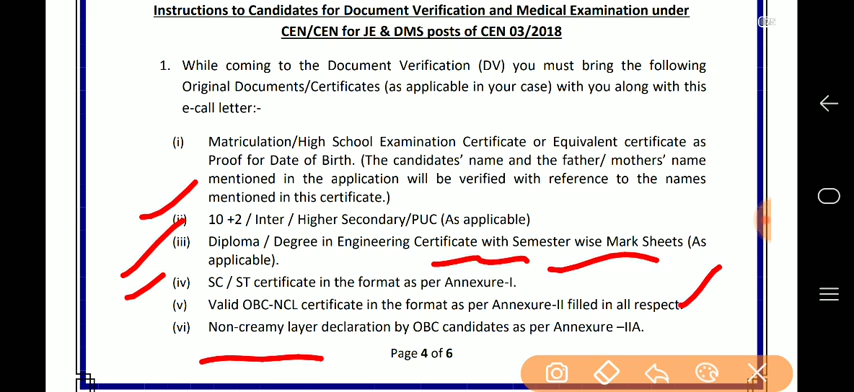 Instructions to Candidates for Document Verification and Medical Examination under
CEN/CEN for JE & DMS posts of CEN 03/2018
1. While coming to the Document Verification (DV) you must bring the following
Original Documents/Certificates (as applicable in your case) with you along with this
e-call letter:-
(i) Matriculation/High School Examination Certificate or Equivalent certificate as
Proof for Date of Birth. (The candidates' name and the father/ mothers' name
mentioned in the application will be verified with reference to the names
mentioned in this certificate.)
(ii) 10 +2 / Inter / Higher Secondary/PUC (As applicable)
(iii) Diploma / Degree in Engineering Certificate with Semester wise Mark Sheets (As
applicable).
(iv) SC / ST certificate in the format as per Annexure-I.
(v) Valid OBC-NCL certificate in the format as per Annexure-II filled in all respect
(vi) Non-creamy layer declaration by OBC candidates as per Annexure –IIA.
Page 4 of 6